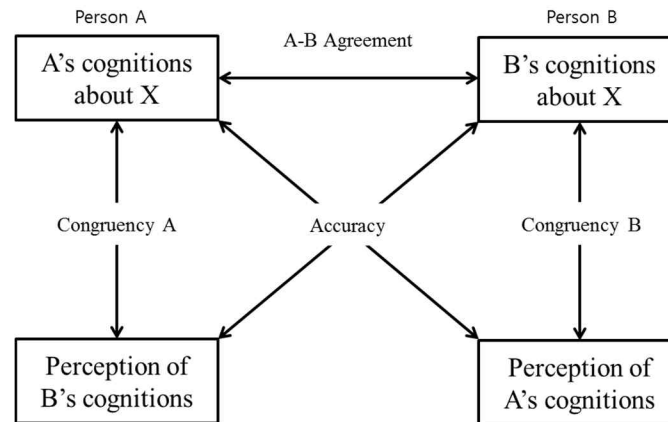 Person A
Person B
A-B Agreement
A's cognitions
about X
B's cognitions
about X
Congruency A
Accuracy
Congruency B
Perception of
B's cognitions
Perception of
A's cognitions